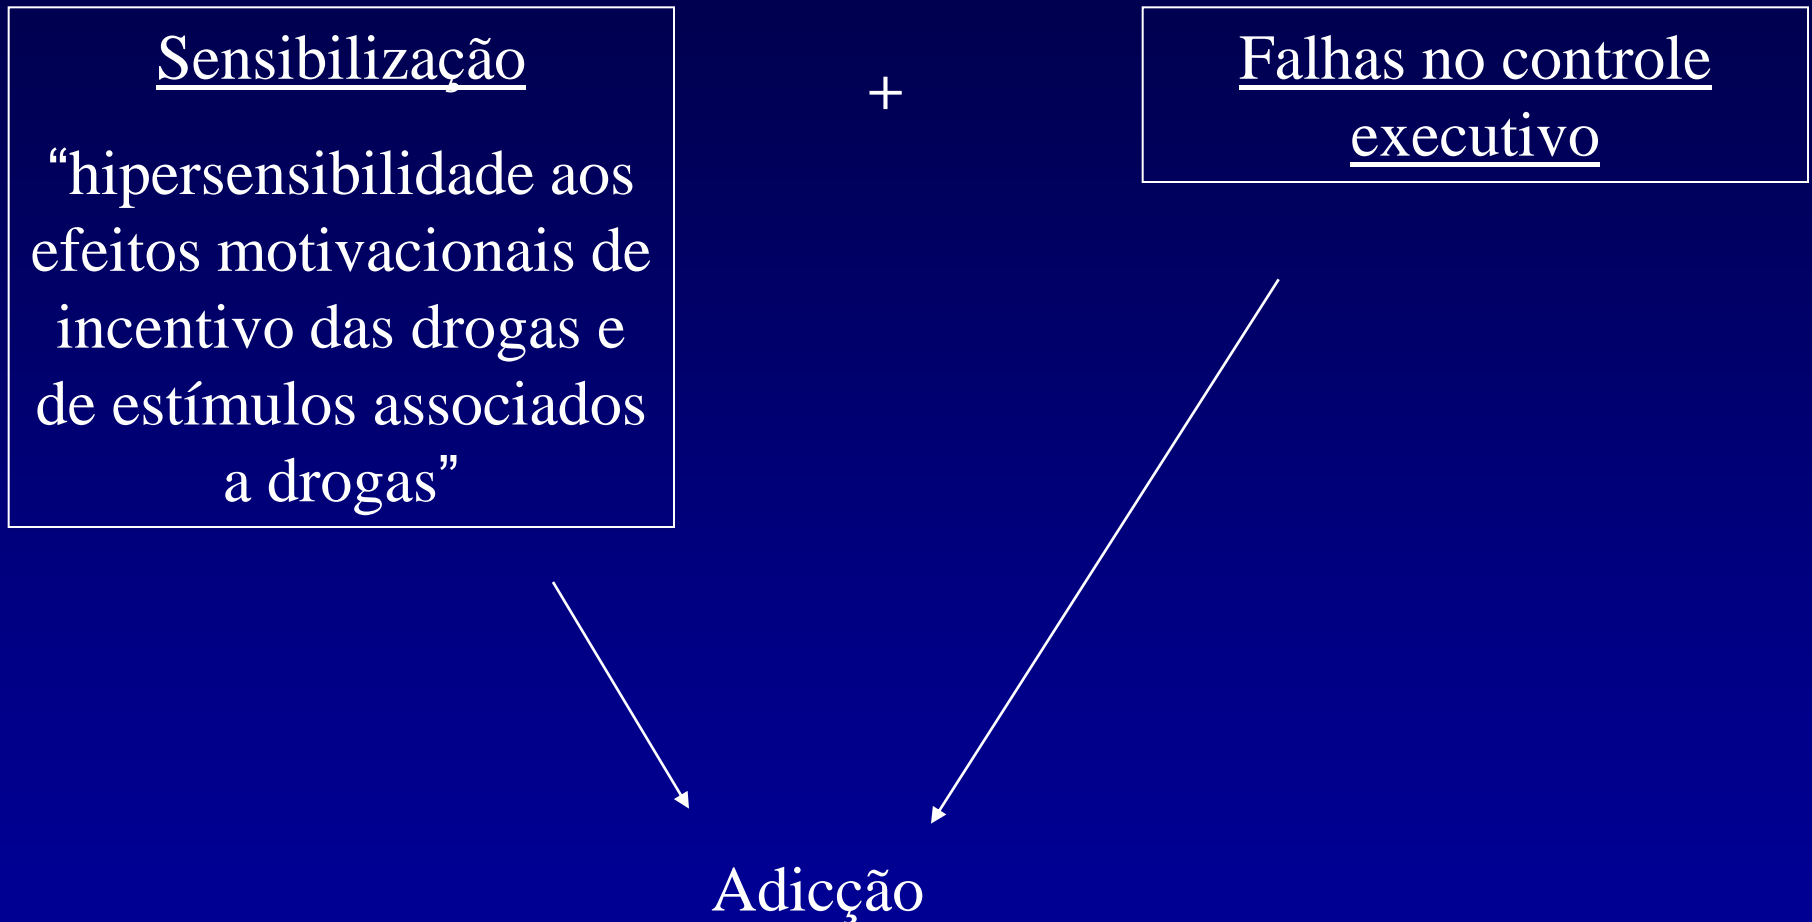 Sensibilização
“hipersensibilidade aos
efeitos motivacionais de
incentivo das drogas e
de estímulos associados
a drogas”
+
Falhas no controle
executivo
Adicção